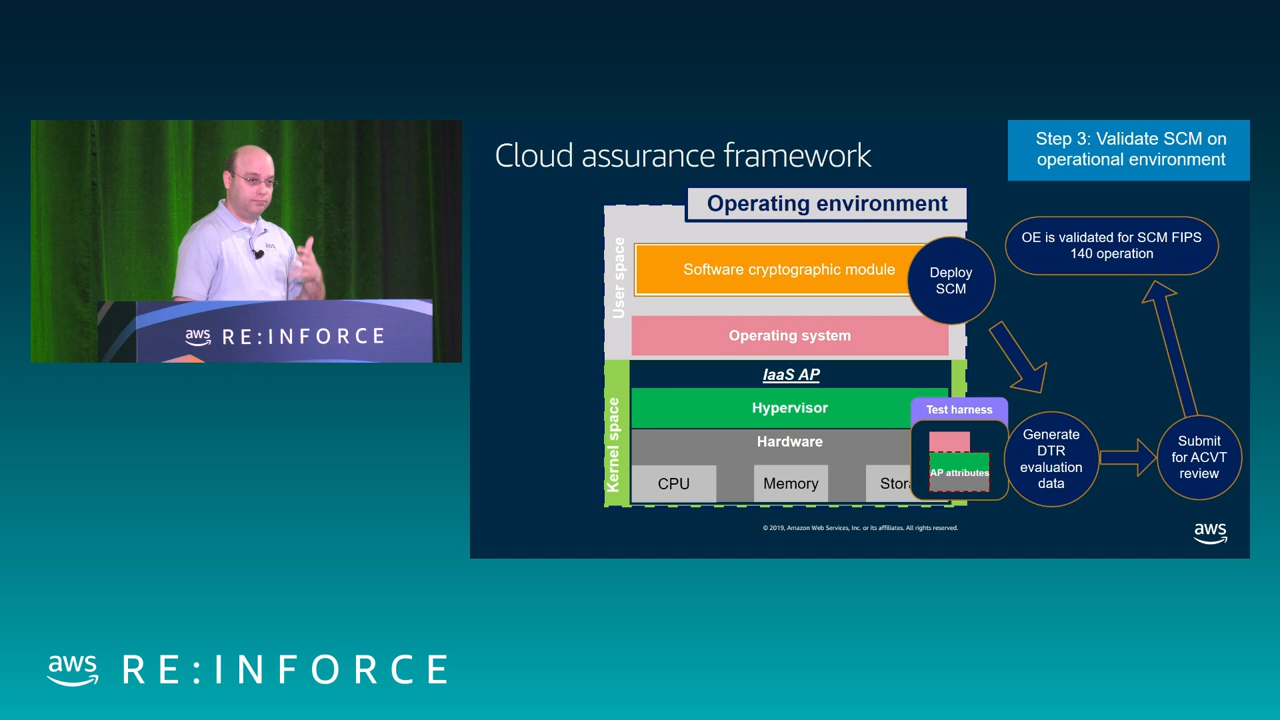 aws
aws RE:INFORCE
Cloud assurance framework
Step 3: Validate SCM on
operational environment
Operating environment
User space
Software cryptographic module
Deploy
SCM
OE is validated for SCM FIPS
140 operation
Operating system
IaaS AP
Kernel space
Hypervisor
Test harness
Hardware
AP attributes
CPU
Memory
Generate
DTR
evaluation
data
Submit
for ACVT
review
© 2019, Amazon Web Services, Inc. or its affiliates. All rights reserved.
aws
aws RE:INFORCE